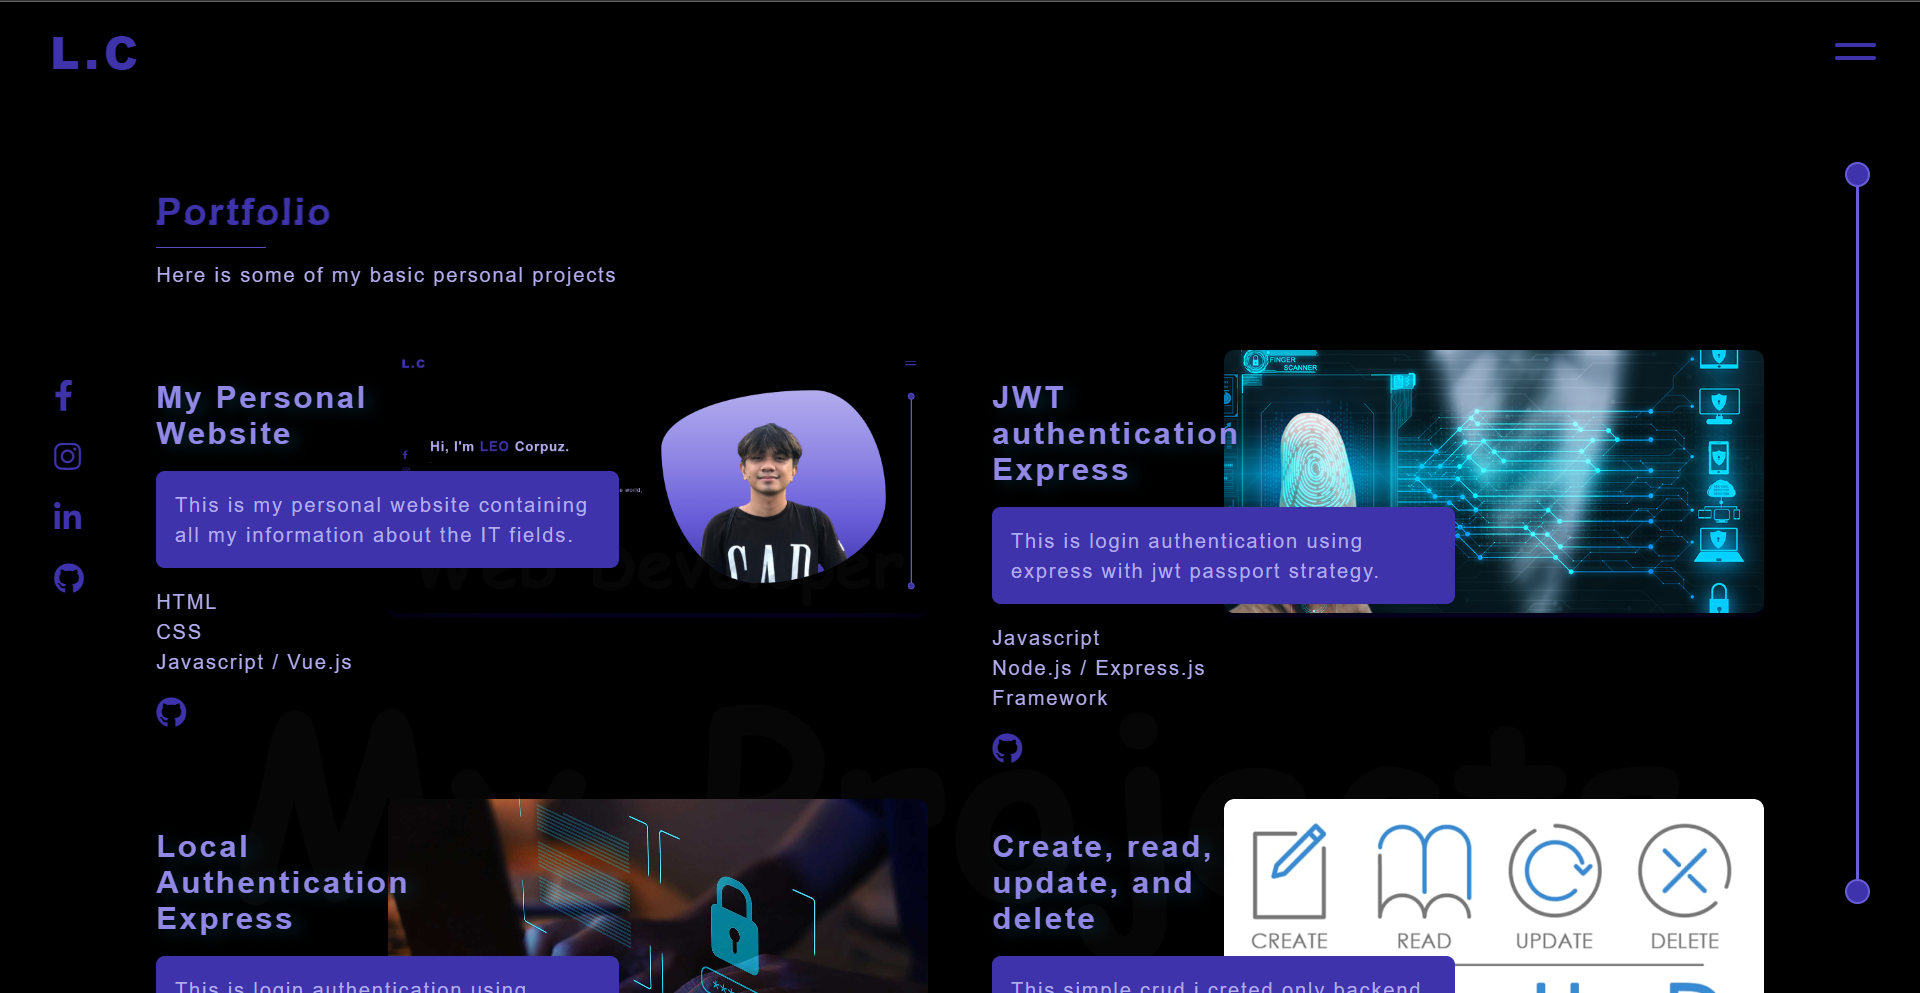 L.C
Portfolio
Here is some of my basic personal projects
My Personal
Website
L.C
Hi, I'm LEO Corpuz.
e world,
This is my personal website containing
all my information about the IT fields.
Web Developer
HTML
CSS
Javascript / Vue.js
JWT
authentication
Express
FINGER
SCANNER
This is login authentication using
express with jwt passport strategy.
Javascript
Node.js / Express.js
Framework
My Projects
Local
Authentication
Express
This is login authentication using
Create, read,
update, and
delete
CREATE READ UPDATE DELETE
This simple crud i creted only backend